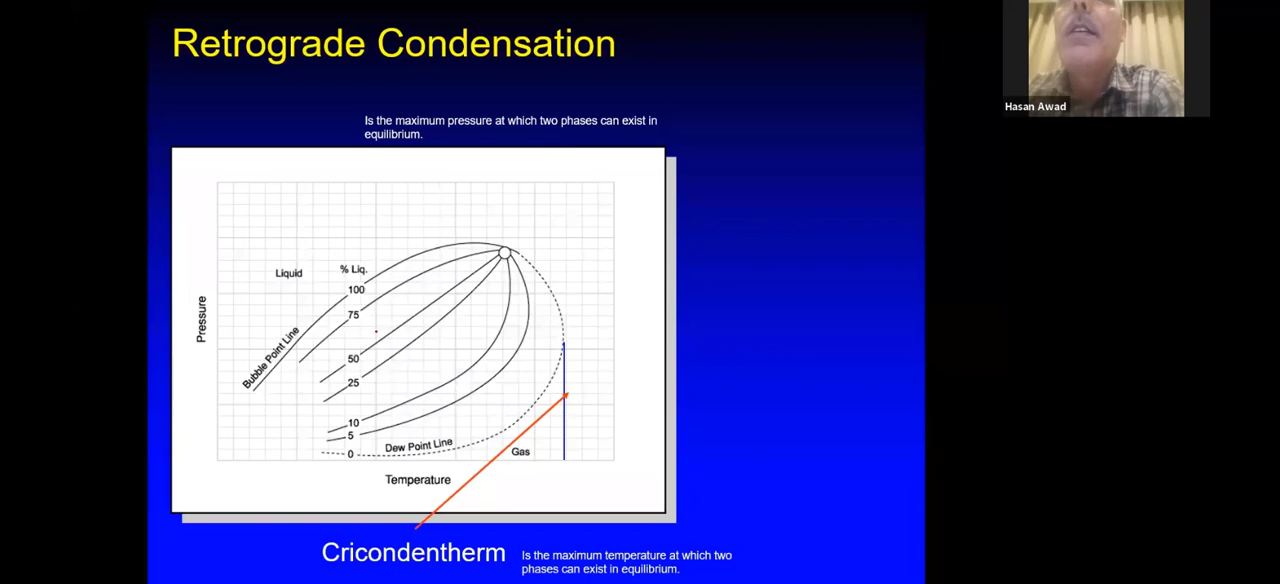 Retrograde Condensation
Hasan Awad
Is the maximum pressure at which two phases can exist in
equilibrium.
Liquid
% Liq.
100
75
50
25
10
5
0
Pressure
Bubble Point Line
Dew Point Line
Gas
Temperature
Cricondentherm
Is the maximum temperature at which two
phases can exist in equilibrium.